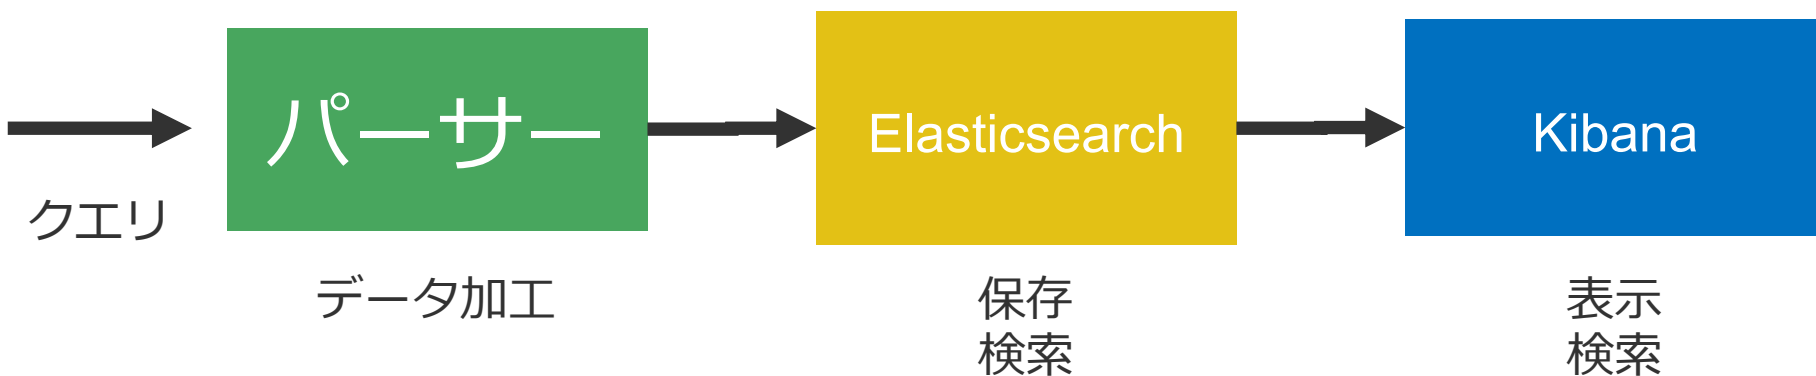 クエリ
パーサー
データ加工
Elasticsearch
保存
検索
Kibana
表示
検索